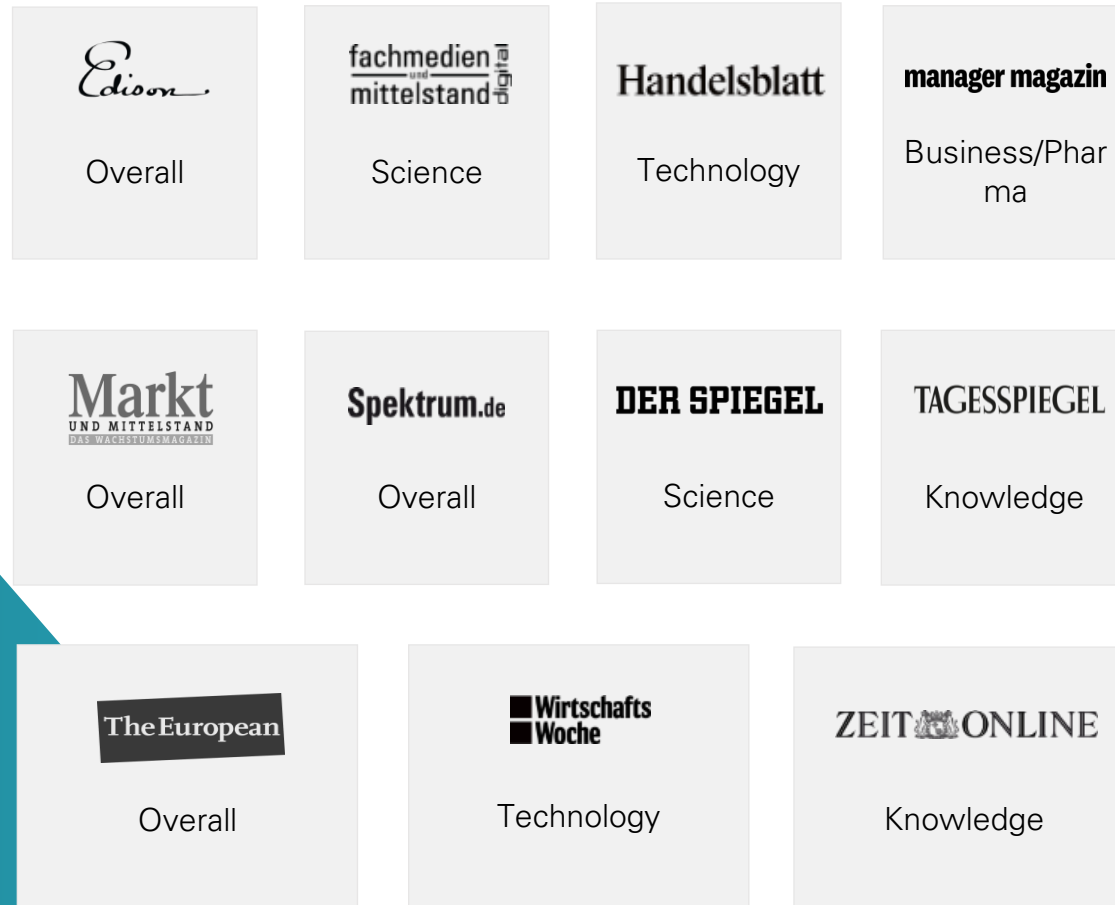 Edison
fachmedien
und
mittelstand
digital
Overall
Science
Handelsblatt
Technology
manager magazin
Business/Phar
ma
Markt
UND MITTELSTAND
DAS WACHSTUMSMAGAZIN
Overall
Spektrum.de
Overall
DER SPIEGEL
Science
TAGESSPIEGEL
Knowledge
The European
Overall
Wirtschafts
Woche
Technology
ZEIT ONLINE
Knowledge